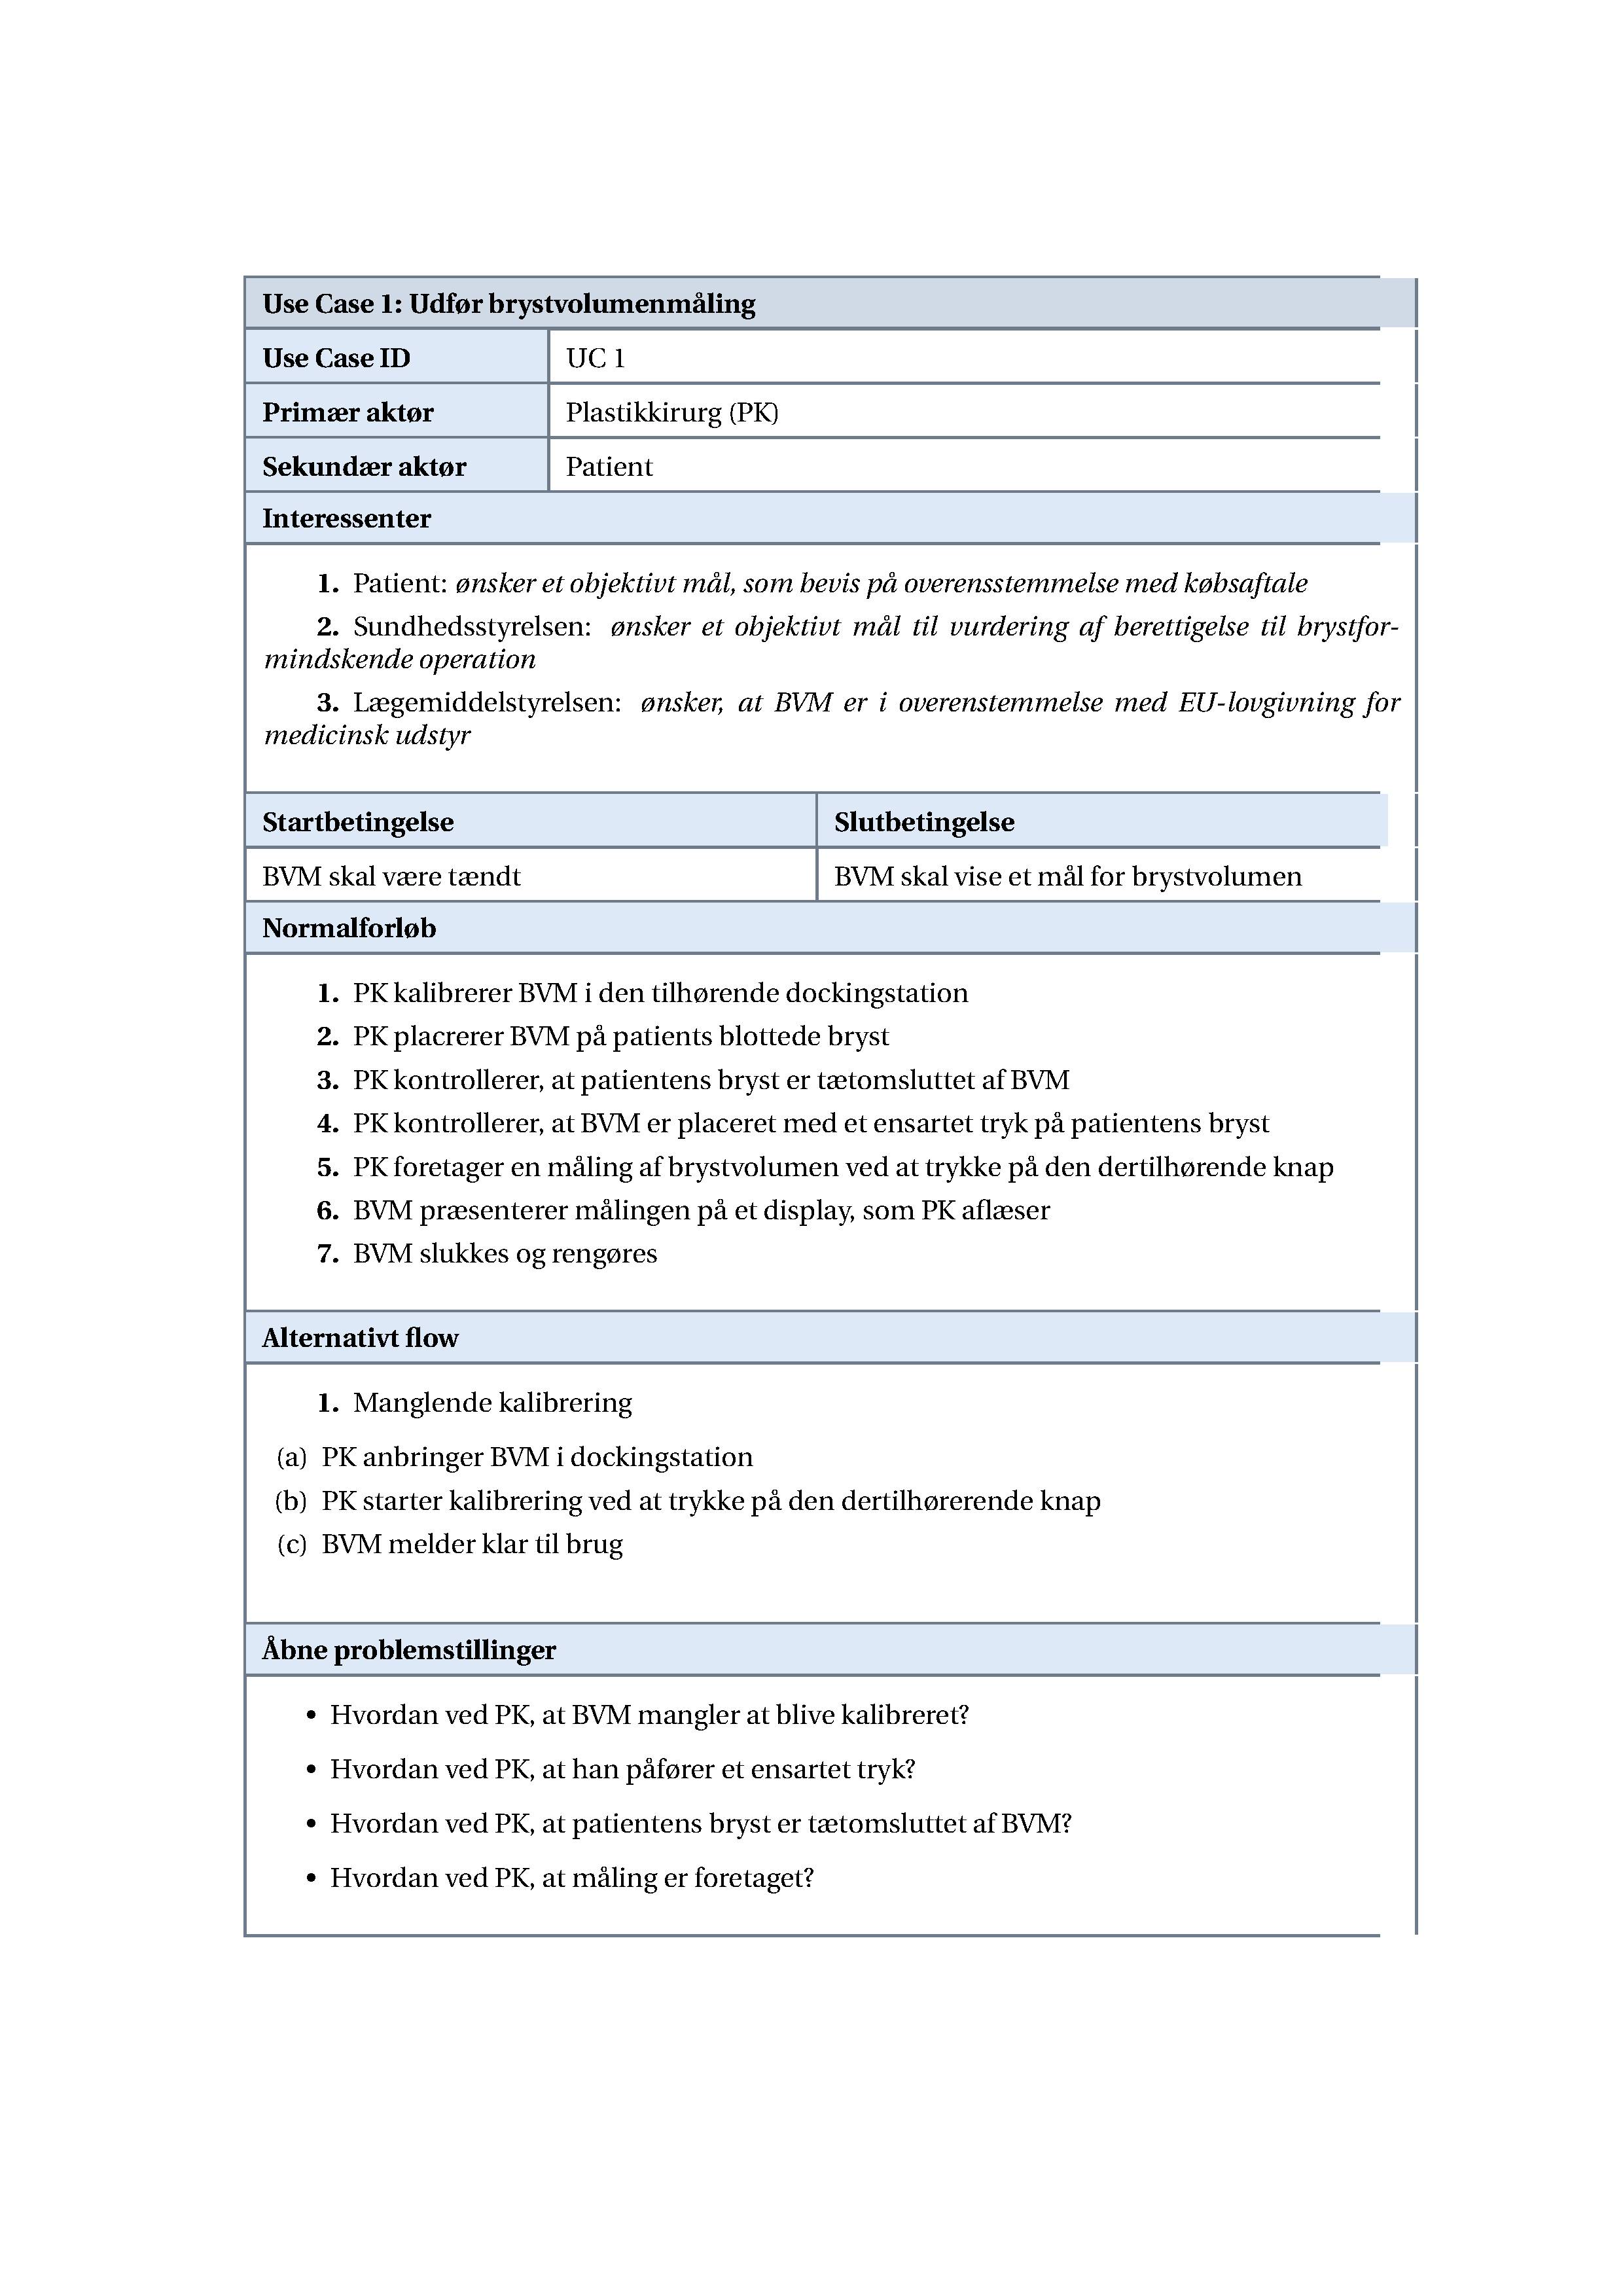 Use Case 1: Udfør brystvolumenmåling
Use Case ID UC 1
Primær aktør Plastikkirurg (PK)
Sekundær aktør Patient
Interessenter
1. Patient: ønsker et objektivt mål, som bevis på overensstemmelse med købsaftale
2. Sundhedsstyrelsen: ønsker et objektivt mål til vurdering af berettigelse til brystfor-
mindskende operation
3. Lægemiddelstyrelsen: ønsker, at BVM er i overenstemmelse med EU-lovgivning for
medicinsk udstyr
Startbetingelse Slutbetingelse
BVM skal være tændt BVM skal vise et mål for brystvolumen
Normalforløb
1. PK kalibrerer BVM i den tilhørende dockingstation
2. PK placrerer BVM på patients blottede bryst
3. PK kontrollerer, at patientens bryst er tætomsluttet af BVM
4. PK kontrollerer, at BVM er placeret med et ensartet tryk på patientens bryst
5. PK foretager en måling af brystvolumen ved at trykke på den dertilhørende knap
6. BVM præsenterer målingen på et display, som PK aflæser
7. BVM slukkes og rengøres
Alternativt flow
1. Manglende kalibrering
(a) PK anbringer BVM i dockingstation
(b) PK starter kalibrering ved at trykke på den dertilhørerende knap
(c) BVM melder klar til brug
Åbne problemstillinger
• Hvordan ved PK, at BVM mangler at blive kalibreret?
• Hvordan ved PK, at han påfører et ensartet tryk?
• Hvordan ved PK, at patientens bryst er tætomsluttet af BVM?
• Hvordan ved PK, at måling er foretaget?